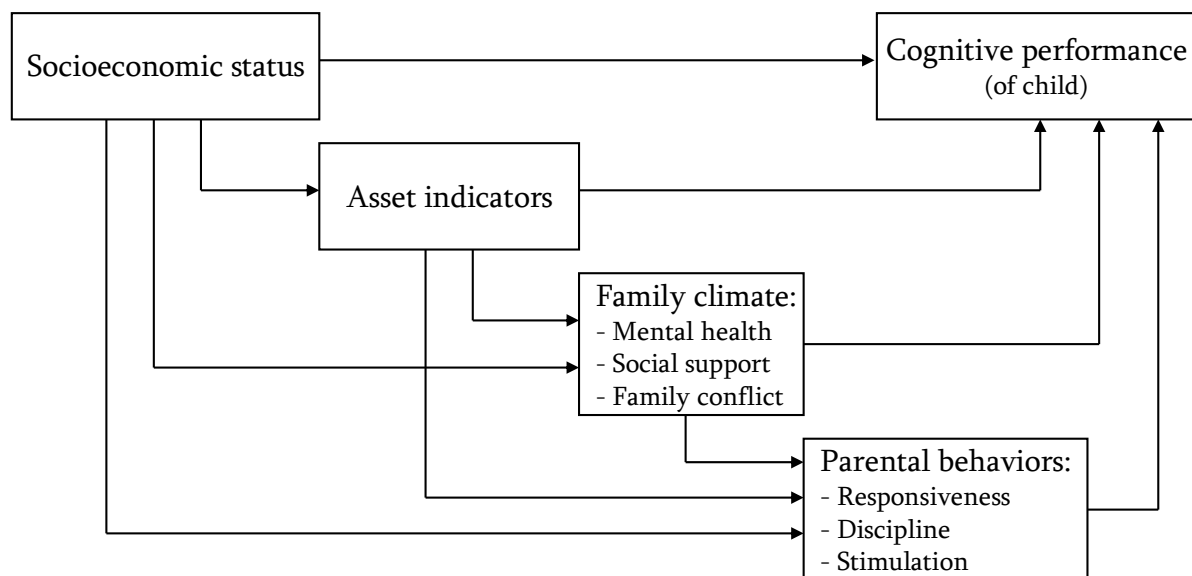 Socioeconomic status
Cognitive performance
(of child)
Asset indicators
Family climate:
- Mental health
- Social support
- Family conflict
Parental behaviors:
- Responsiveness
- Discipline
- Stimulation